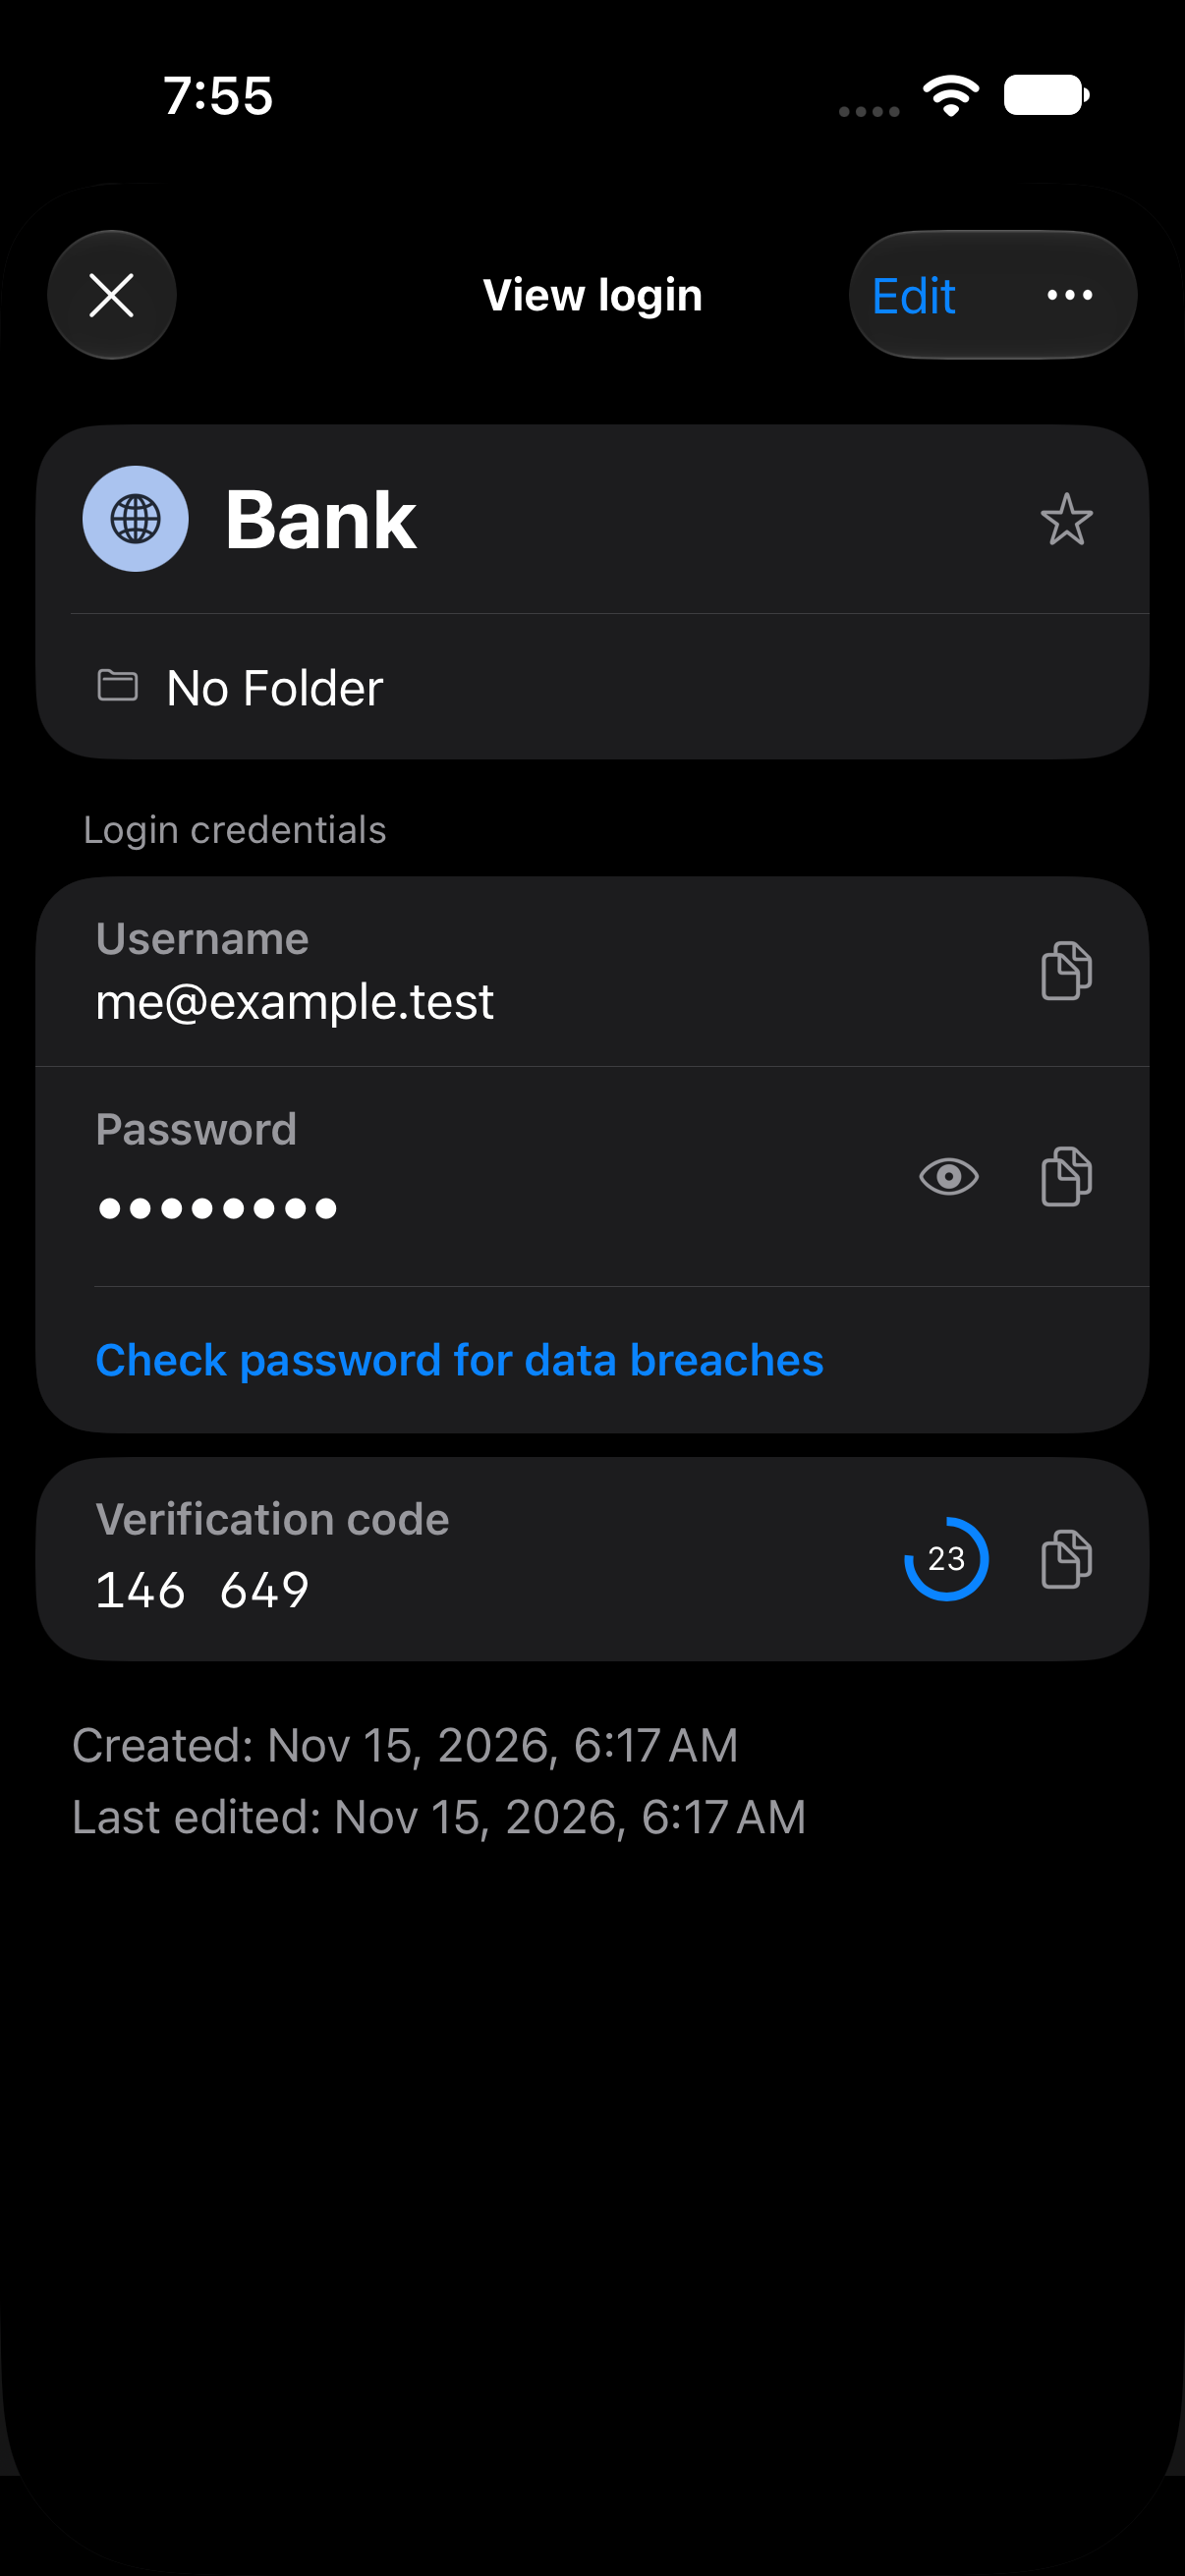 7:55
View login
Edit
Bank
No Folder
Login credentials
Username
me@example.test
Password
••••••••
Check password for data breaches
Verification code
146 649
23
Created: Nov 15, 2026, 6:17 AM
Last edited: Nov 15, 2026, 6:17 AM